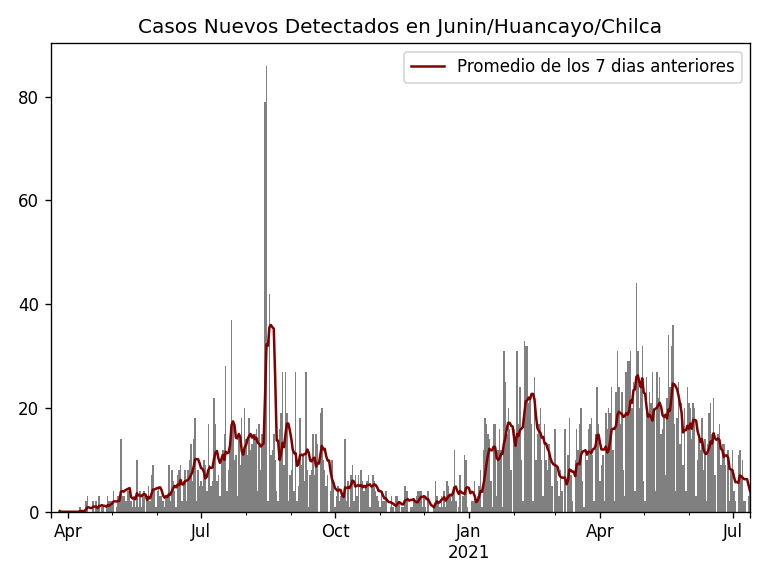 Casos Nuevos Detectados en Junin/Huancayo/Chilca
Promedio de los 7 dias anteriores
80
60
40
20
0
Apr Jul Oct Jan Apr Jul
2021